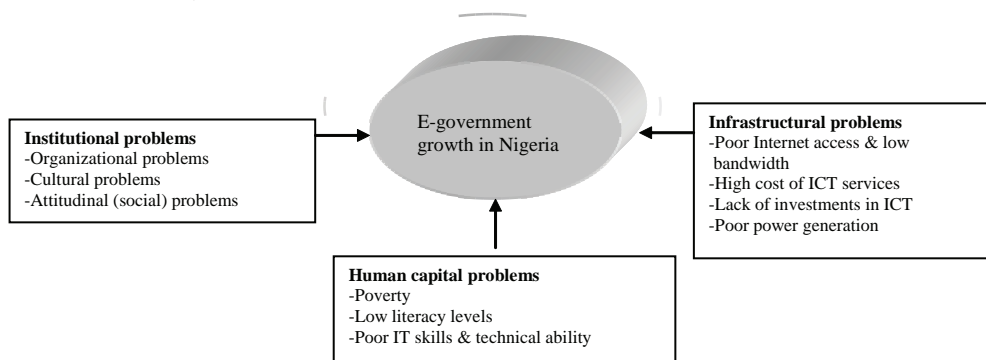 E-government
growth in Nigeria
Institutional problems
-Organizational problems
-Cultural problems
-Attitudinal (social) problems
Infrastructural problems
-Poor Internet access & low
bandwidth
-High cost of ICT services
-Lack of investments in ICT
-Poor power generation
Human capital problems
-Poverty
-Low literacy levels
-Poor IT skills & technical ability